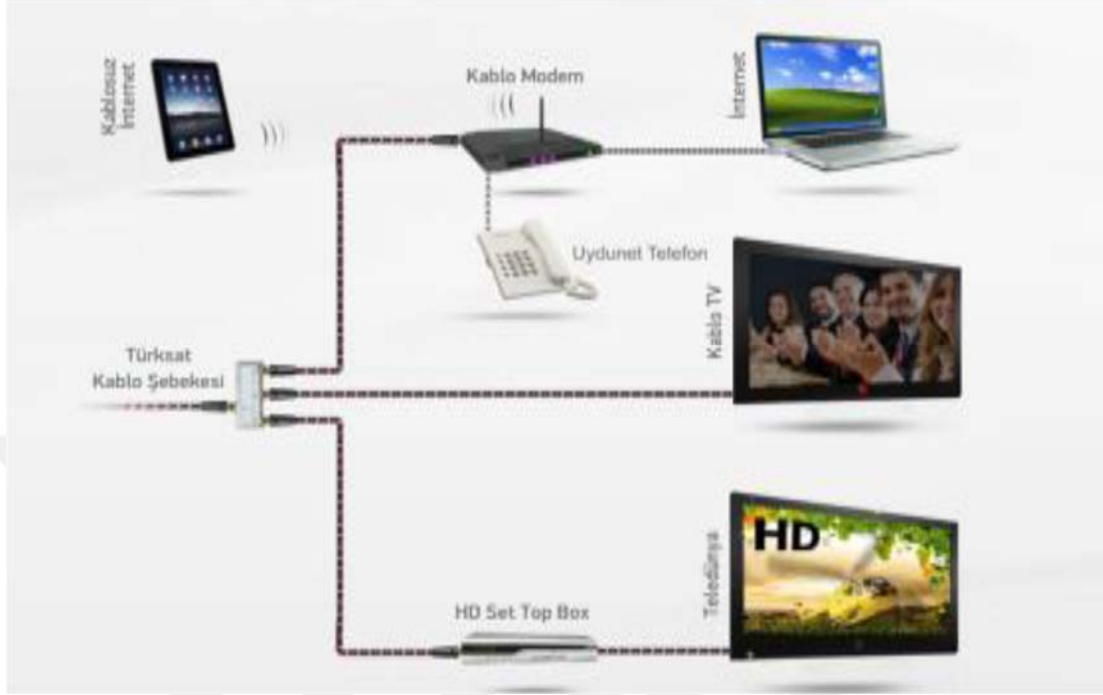 Kablosuz
İnternet
Kablo Modem
İnternet
Uydunet Telefon
Kablo TV
Türksat
Kablo Şebekesi
HD
Teledünya
HD Set Top Box